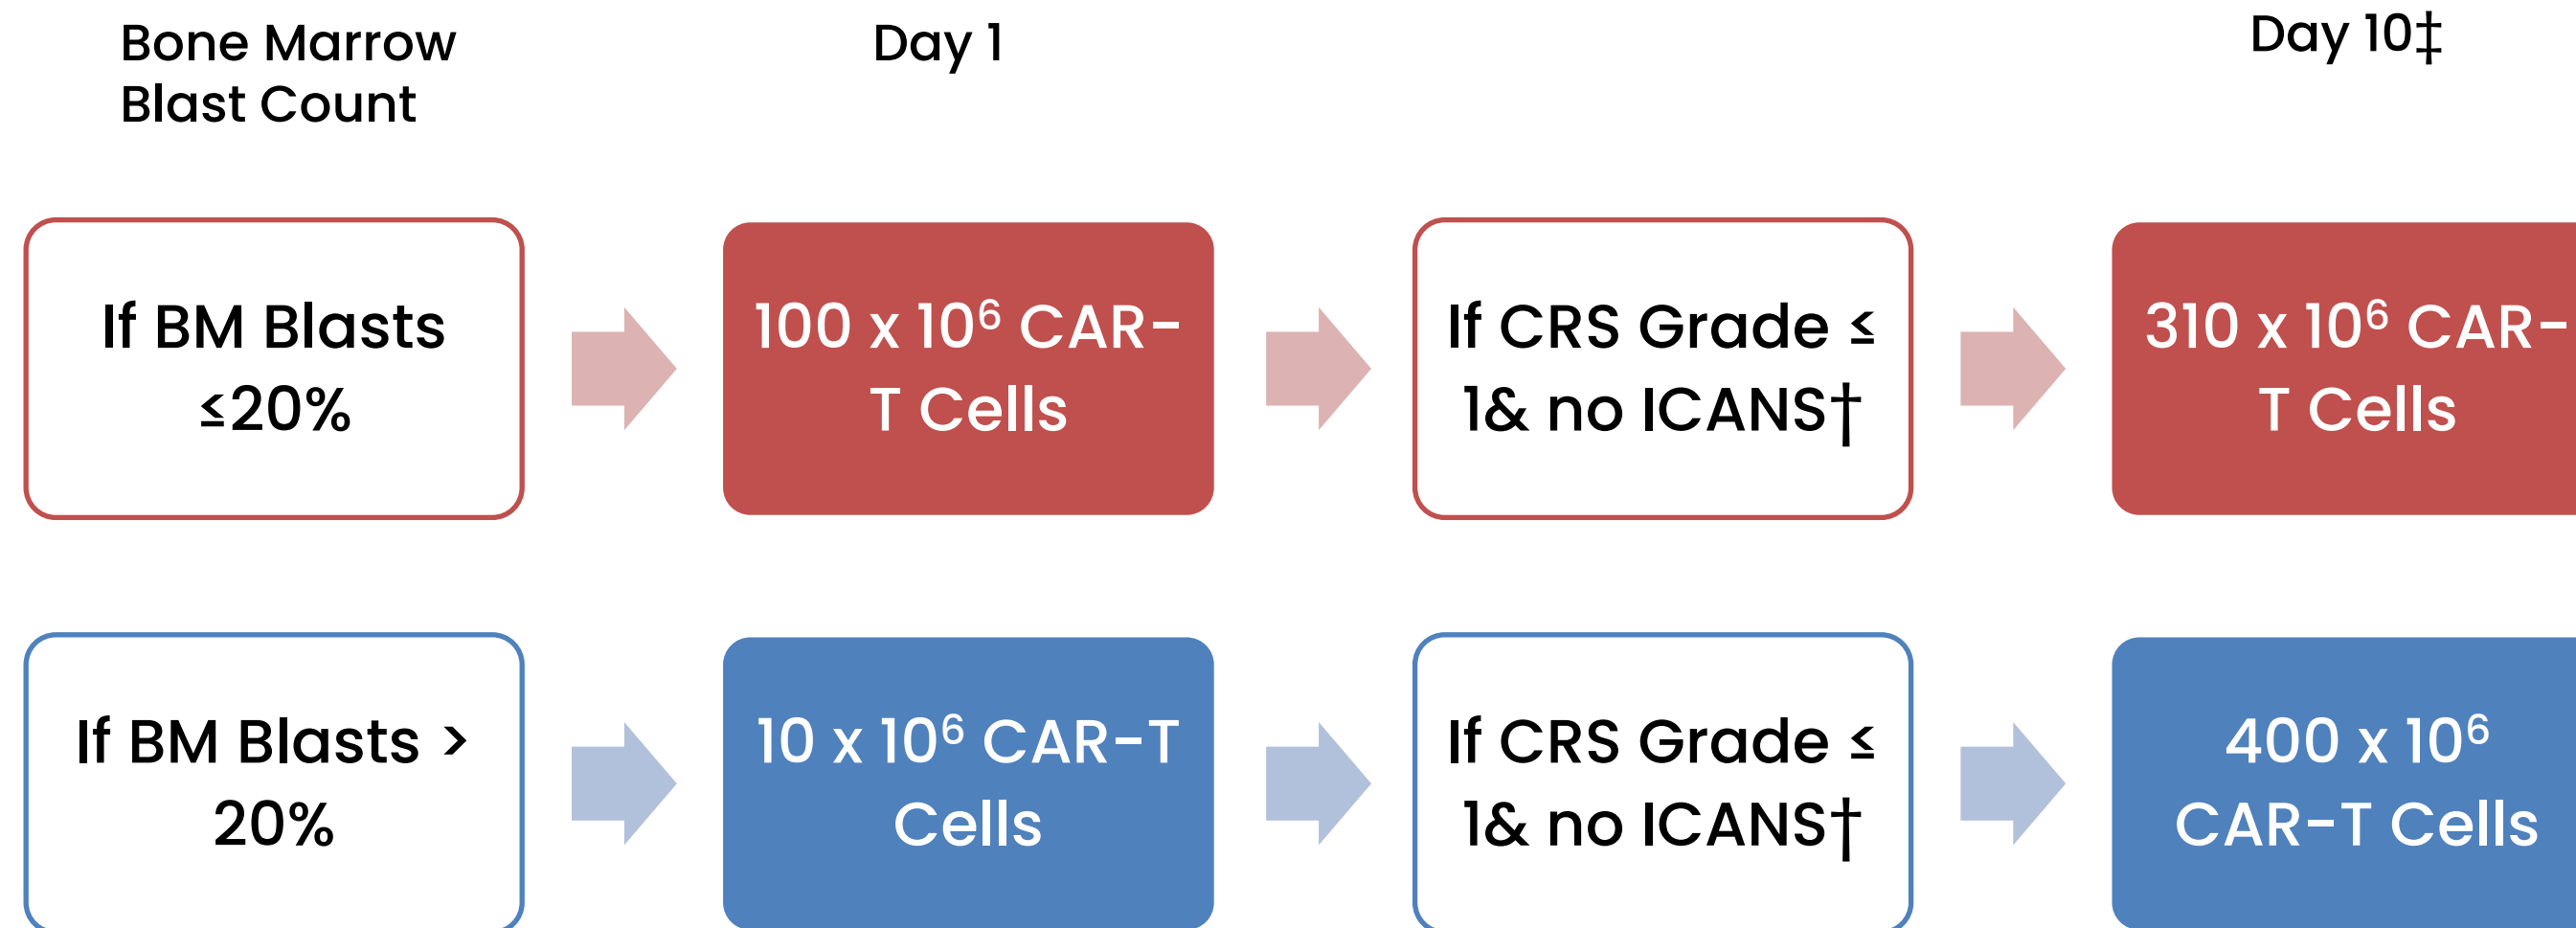 Bone Marrow
Blast Count
Day 1
Day 10‡
If BM Blasts
≤20%
100 x 10⁶ CAR-
T Cells
If CRS Grade ≤
1& no ICANS†
310 x 10⁶ CAR-
T Cells
If BM Blasts >
20%
10 x 10⁶ CAR-T
Cells
If CRS Grade ≤
1& no ICANS†
400 x 10⁶
CAR-T Cells